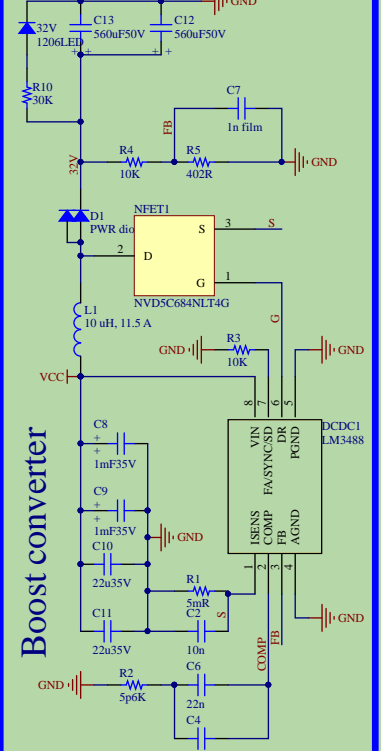 GND
C13
C12
32V
560uF50V
560uF50V
1206LED
+ +
+ +
R10
30K
C7
1n film
FB
R4
R5
10K
402R
GND
32V
D1
PWR dio
NFET1
S
3
S
2
D
G
1
NVD5C684NLT4G
L1
10 uH, 11.5 A
G
GND
R3
10K
GND
VCC
8
7
6
5
DCDC1
LM3488
VIN
FA/SYNC/SD
DR
PGND
ISENS
COMP
FB
AGND
1
2
3
4
C8
+
+
1mF35V
C9
+
+
1mF35V
GND
C10
22u35V
R1
5mR
S
C11
22u35V
C2
10n
GND
COMP
FB
GND
R2
5p6K
C6
22n
C4
Boost converter